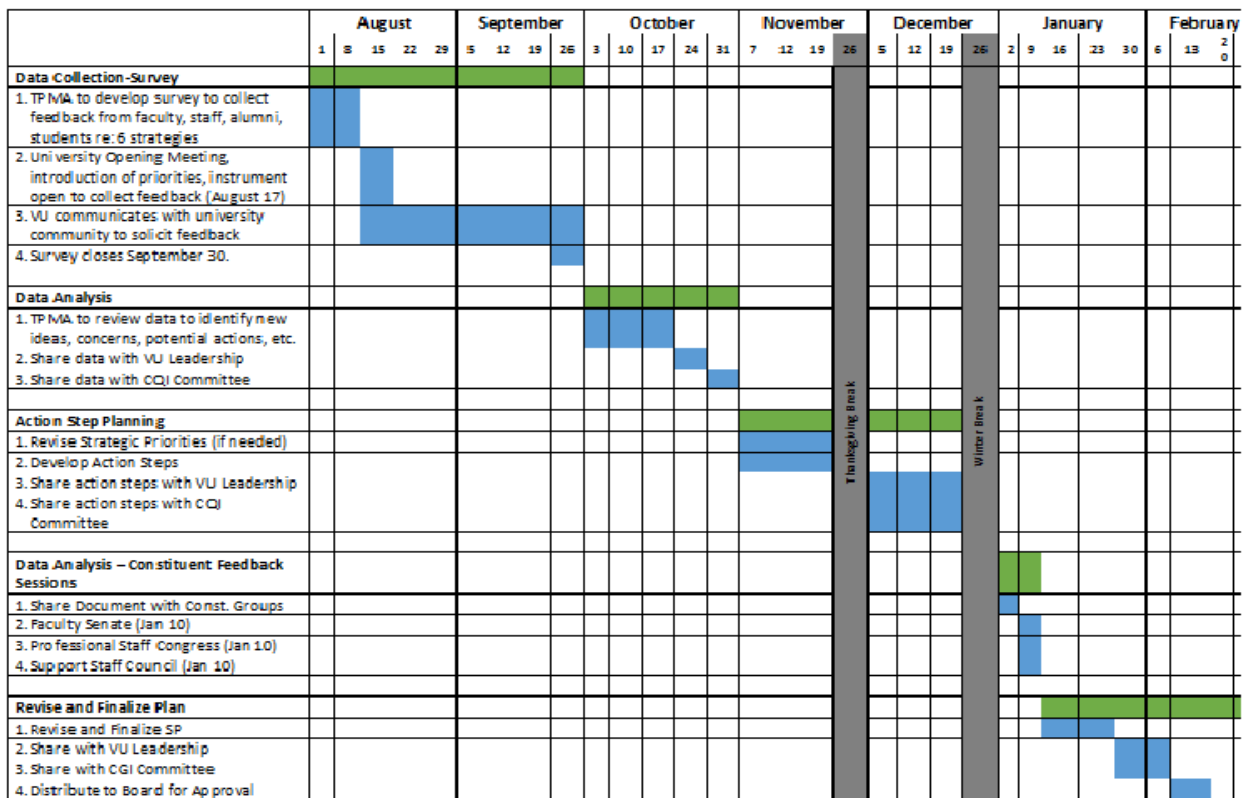 August September October November December January February
1 8 15 22 29 5 12 19 26 3 10 17 24 31 7 12 19 26 5 12 19 26 2 9 16 23 30 6 13 20
Data Collection-Survey
1. TPMA to develop survey to collect
feedback from faculty, staff, alumni,
students re: 6 strategies
2. University Opening Meeting,
introduction of priorities, instrument
open to collect feedback (August 17)
3. VU communicates with university
community to solicit feedback
4. Survey closes September 30.
Data Analysis
1. TPMA to review data to identify new
ideas, concerns, potential actions, etc.
2. Share data with VU Leadership
3. Share data with CQI Committee
Thanksgiving Break
Winter Break
Action Step Planning
1. Revise Strategic Priorities (if needed)
2. Develop Action Steps
3. Share action steps with VU Leadership
4. Share action steps with CQI
Committee
Data Analysis – Constituent Feedback
Sessions
1. Share Document with Const. Groups
2. Faculty Senate (Jan 10)
3. Professional Staff Congress (Jan 10)
4. Support Staff Council (Jan 10)
Revise and Finalize Plan
1. Revise and Finalize SP
2. Share with VU Leadership
3. Share with CGI Committee
4. Distribute to Board for Approval